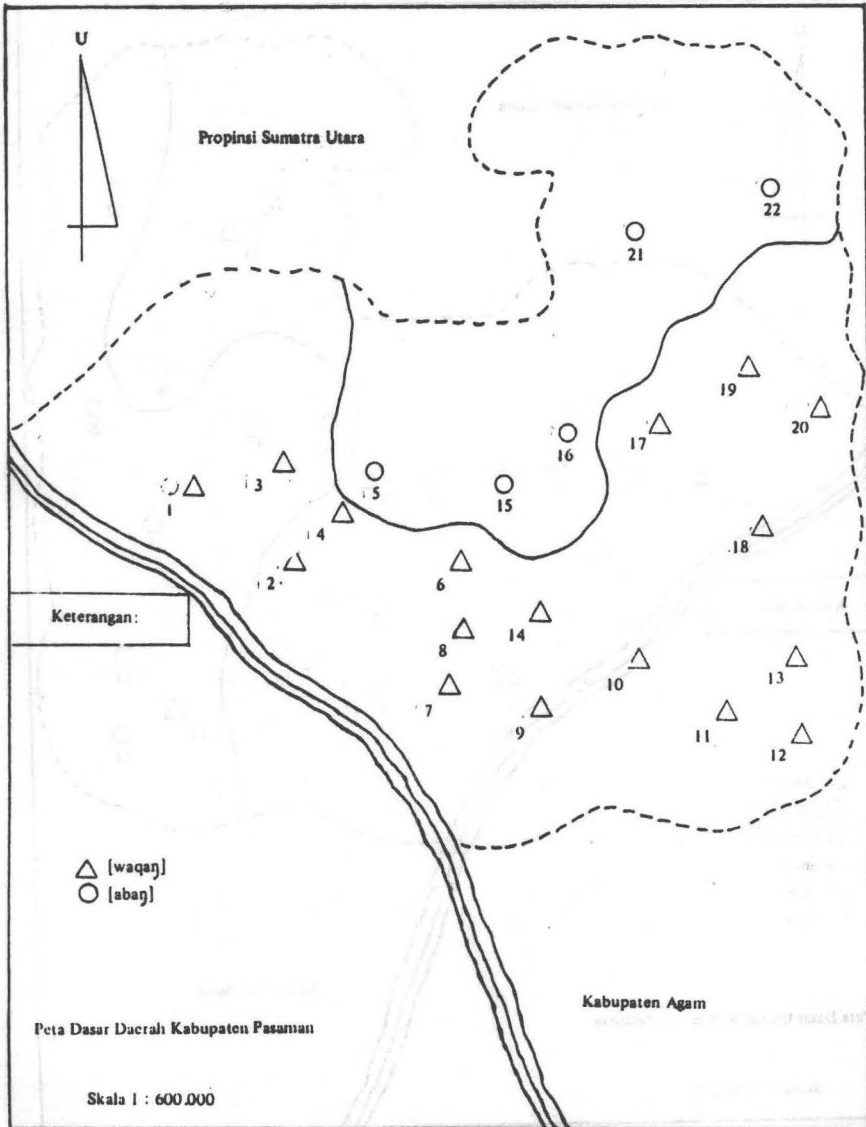 U
Propinsi Sumatra Utara
22
21
19
20
17
16
3
5
15
1
4
18
2
6
Keterangan:
14
8
13
10
7
9
11
12
△ [waqaŋ]
○ [abaŋ]
Kabupaten Agam
Peta Dasar Daerah Kabupaten Pasaman
Skala 1 : 600.000